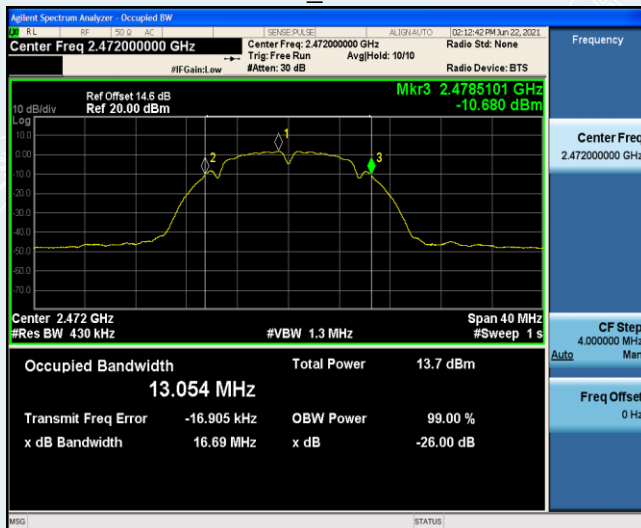 Agilent Spectrum Analyzer - Occupied BW
RL RF 50 Ω AC SENSE:PULSE ALIGN AUTO 02:12:42 PM Jun 22, 2021
Center Freq 2.472000000 GHz
Center Freq: 2.472000000 GHz
Radio Std: None
Trig: Free Run Avg|Hold: 10/10
#IFGain:Low #Atten: 30 dB Radio Device: BTS
Frequency
Ref Offset 14.6 dB
Mkr3 2.4785101 GHz
10 dB/div Ref 20.00 dBm
-10.680 dBm
Log
10.0
0.00
-10.0
-20.0
-30.0
-40.0
-50.0
-60.0
-70.0
1
2
3
Center 2.472 GHz Span 40 MHz
#Res BW 430 kHz #VBW 1.3 MHz #Sweep 1 s
Occupied Bandwidth Total Power 13.7 dBm
13.054 MHz
Transmit Freq Error -16.905 kHz OBW Power 99.00 %
x dB Bandwidth 16.69 MHz x dB -26.00 dB
Center Freq
2.472000000 GHz
CF Step
4.000000 MHz
Auto Man
Freq Offset
0 Hz
MSG STATUS